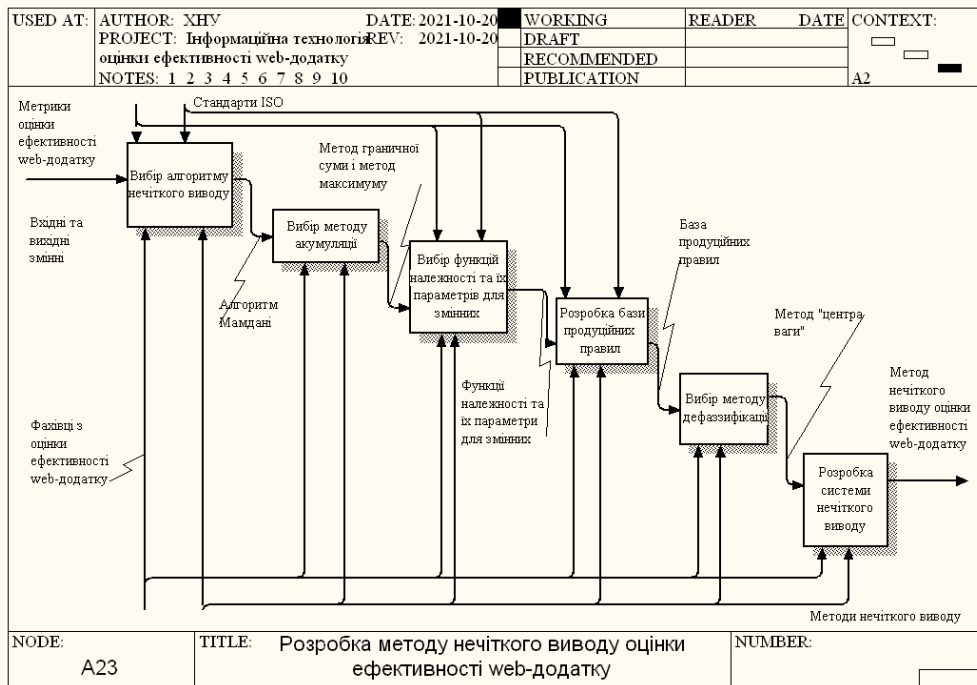 USED AT:
AUTHOR: ХНУ
DATE: 2021-10-20
WORKING
READER
DATE
CONTEXT:
PROJECT: Інформаційна технологія
REV: 2021-10-20
DRAFT
оцінки ефективності web-додатку
RECOMMENDED
NOTES: 1 2 3 4 5 6 7 8 9 10
PUBLICATION
A2
Метрики
оцінки
ефективності
web-додатку
Стандарти ISO
Вибір алгоритму
нечіткого виводу
Метод граничної
суми і метод
максимуму
Вхідні та
вихідні
змінні
Вибір методу
акумуляції
База
продуційних
правил
Вибір функцій
належності та їх
параметрів для
змінних
Алгоритм
Мамдані
Розробка бази
продуційних
правил
Метод "центра
ваги"
Метод
нечіткого
виводу оцінки
ефективності
web-додатку
Функції
належності та
їх параметри
для змінних
Вибір методу
дефаззифікації
Фахівці з
оцінки
ефективності
web-додатку
Розробка
системи
нечіткого
виводу
Методи нечіткого виводу
NODE:
A23
TITLE:
Розробка методу нечіткого виводу оцінки
ефективності web-додатку
NUMBER: